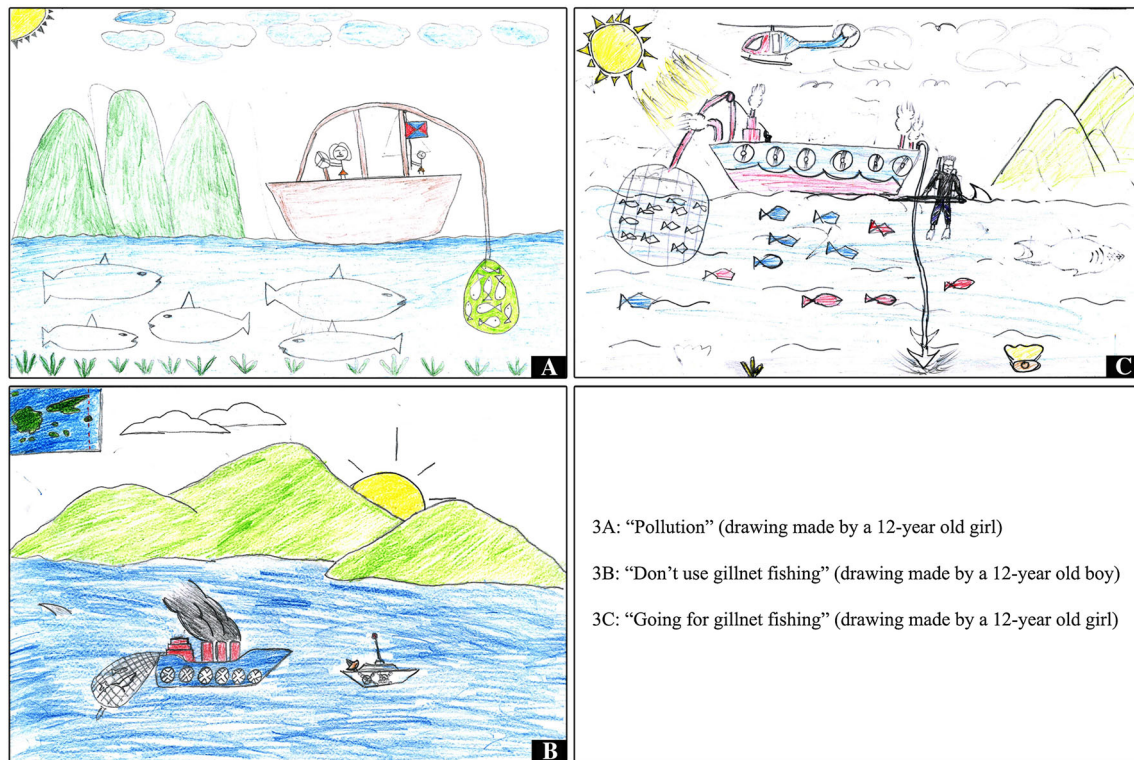 A
C
B
3A: “Pollution” (drawing made by a 12-year old girl)
3B: “Don’t use gillnet fishing” (drawing made by a 12-year old boy)
3C: “Going for gillnet fishing” (drawing made by a 12-year old girl)